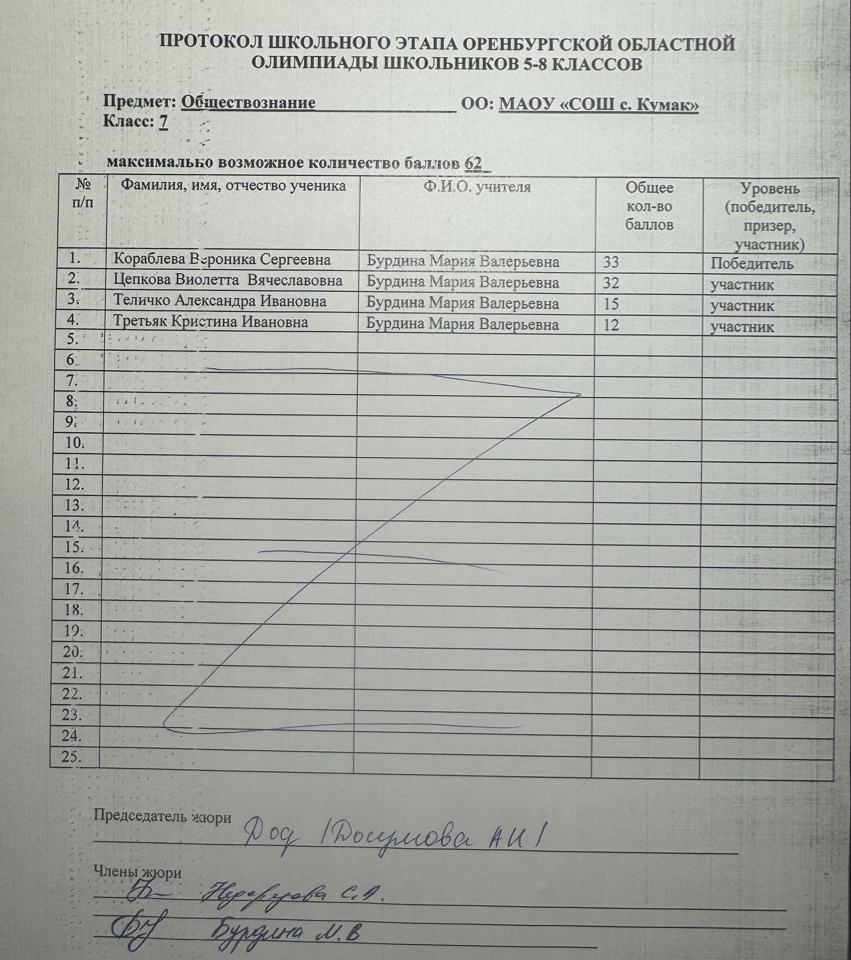 ПРОТОКОЛ ШКОЛЬНОГО ЭТАПА ОРЕНБУРГСКОЙ ОБЛАСТНОЙ
ОЛИМПИАДЫ ШКОЛЬНИКОВ 5-8 КЛАССОВ
Предмет: Обществознание ОО: МАОУ «СОШ с. Кумак»
Класс: 7
максимально возможное количество баллов 62
№ п/п Фамилия, имя, отчество ученика Ф.И.О. учителя Общее кол-во баллов Уровень (победитель, призер, участник)
1. Кораблева Вероника Сергеевна Бурдина Мария Валерьевна 33 Победитель
2. Цепкова Виолетта Вячеславовна Бурдина Мария Валерьевна 32 участник
3. Теличко Александра Ивановна Бурдина Мария Валерьевна 15 участник
4. Третьяк Кристина Ивановна Бурдина Мария Валерьевна 12 участник
5.
6.
7.
8.
9.
10.
11.
12.
13.
14.
15.
16.
17.
18.
19.
20.
21.
22.
23.
24.
25.
Председатель жюри
/Досумова АИ/
Члены жюри
С.А.
Бурдина М.В